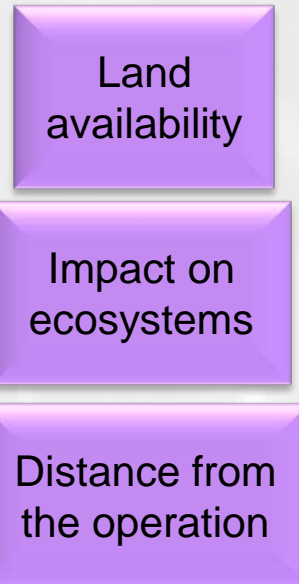 Land
availability
Impact on
ecosystems
Distance from
the operation